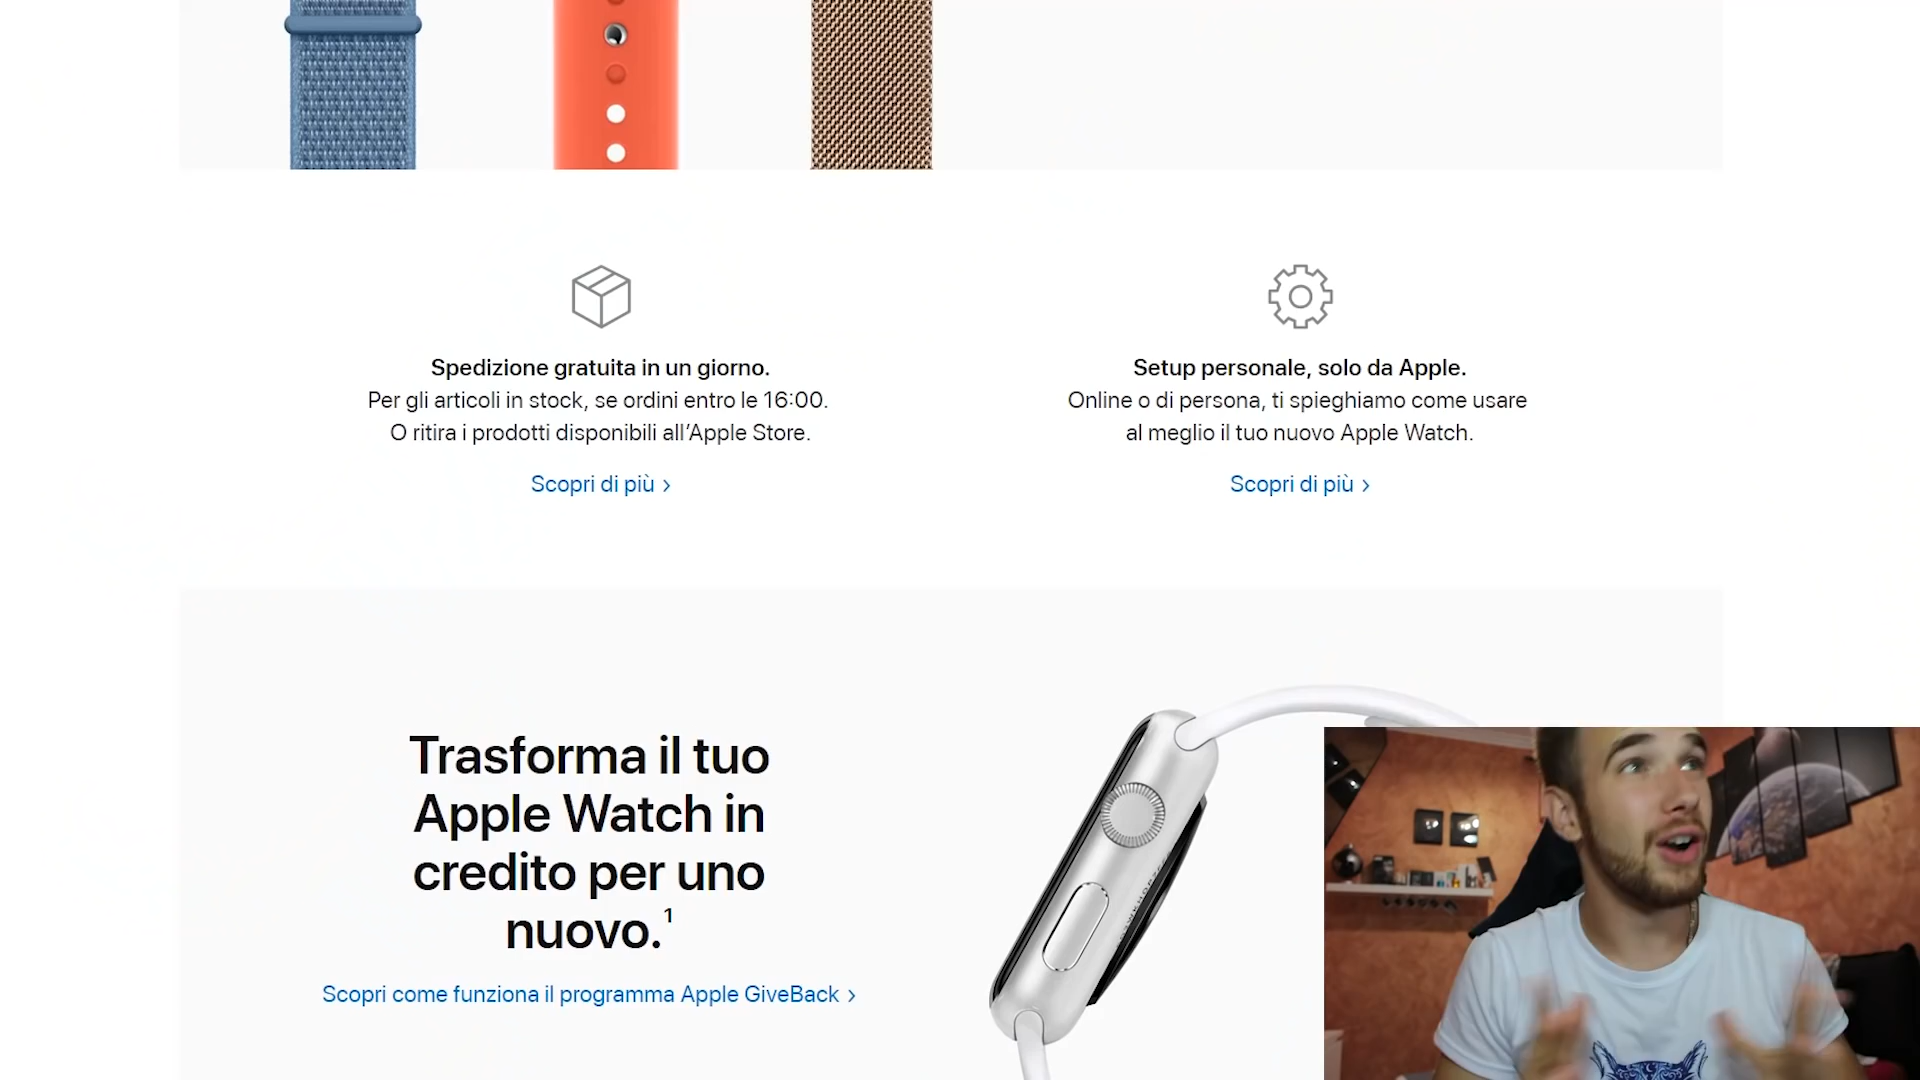 Spedizione gratuita in un giorno.
Per gli articoli in stock, se ordini entro le 16:00.
O ritira i prodotti disponibili all'Apple Store.
Scopri di più ›
Setup personale, solo da Apple.
Online o di persona, ti spieghiamo come usare
al meglio il tuo nuovo Apple Watch.
Scopri di più ›
Trasforma il tuo
Apple Watch in
credito per uno
nuovo.¹
Scopri come funziona il programma Apple GiveBack ›